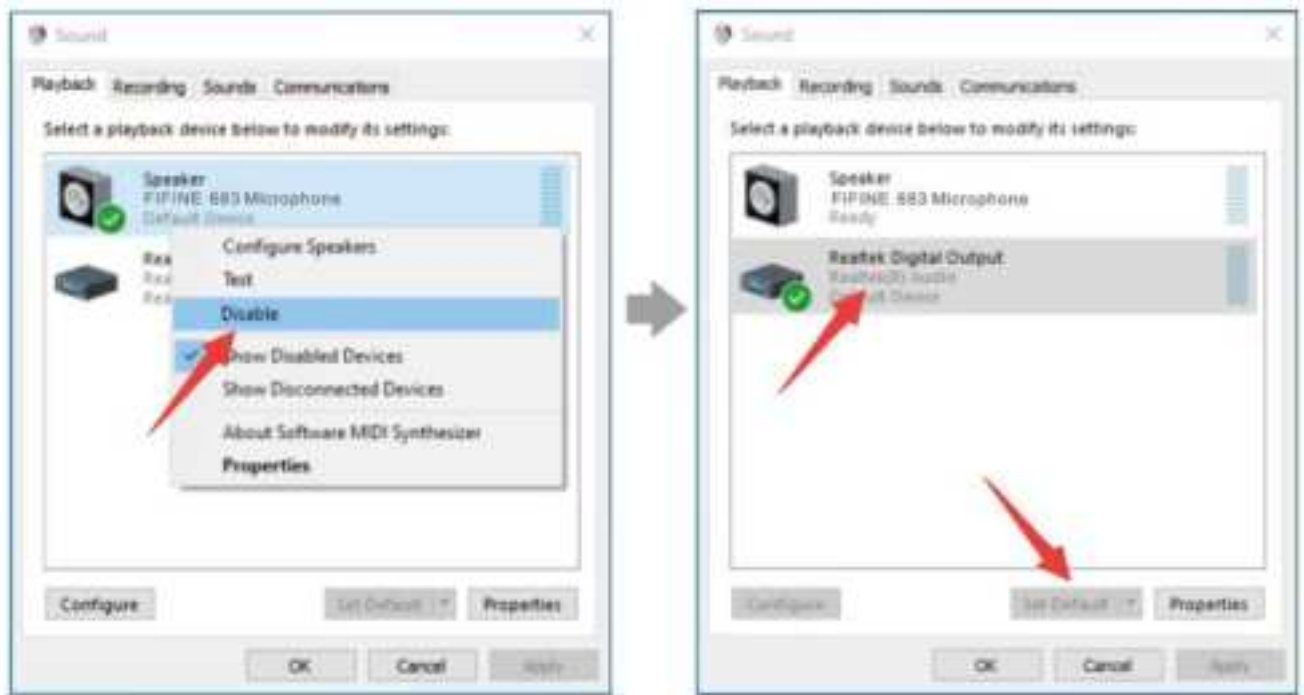 Sound
Playback Recording Sounds Communications
Select a playback device below to modify its settings:
Speaker
FIFINE 683 Microphone
Default Device
Rea
Rea
Rea
Configure Speakers
Test
Disable
Show Disabled Devices
Show Disconnected Devices
About Software MIDI Synthesizer
Properties
Configure Set Default Properties
OK Cancel Apply
Sound
Playback Recording Sounds Communications
Select a playback device below to modify its settings:
Speaker
FIFINE 683 Microphone
Ready
Realtek Digital Output
Realtek(R) Audio
Default Device
Configure Set Default Properties
OK Cancel Apply